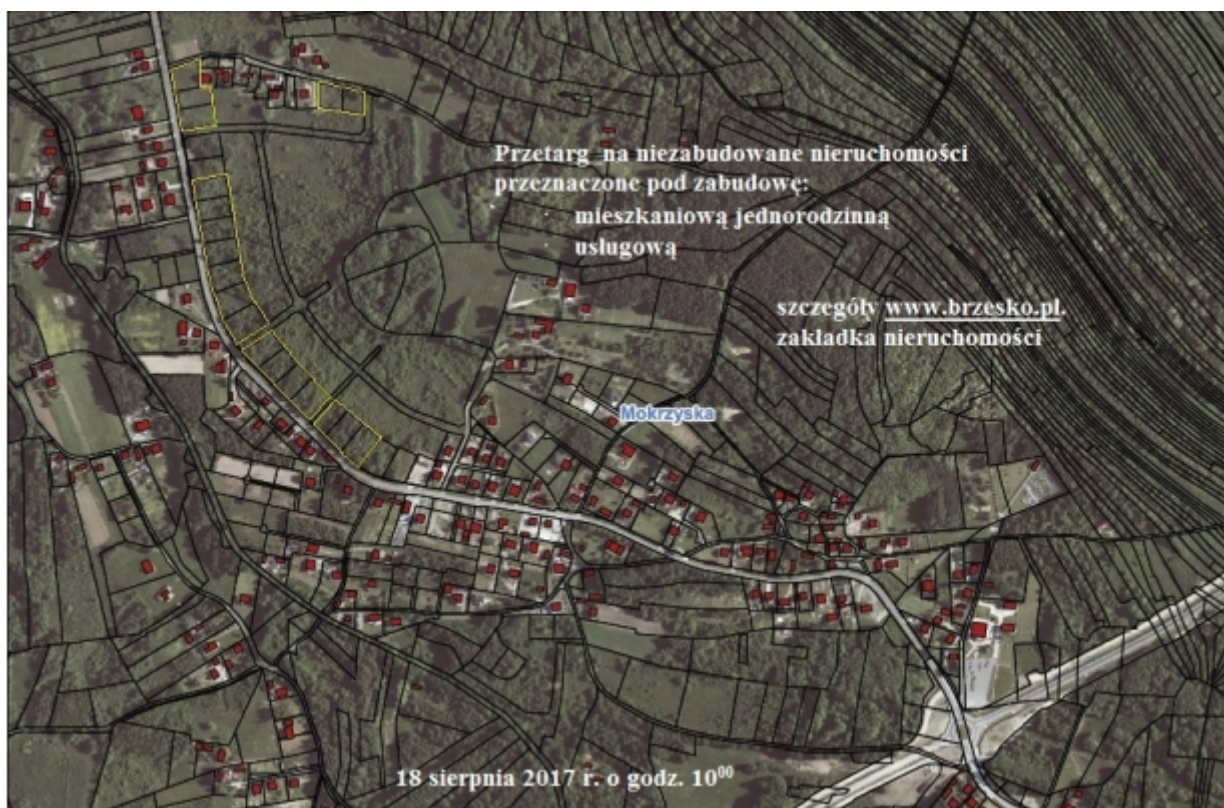 Przetarg na niezabudowane nieruchomości
przeznaczone pod zabudowę:
mieszkaniową jednorodzinną
usługową
szczegóły www.brzesko.pl.
zakładka nieruchomości
Mokrzyska
18 sierpnia 2017 r. o godz. 10⁰⁰